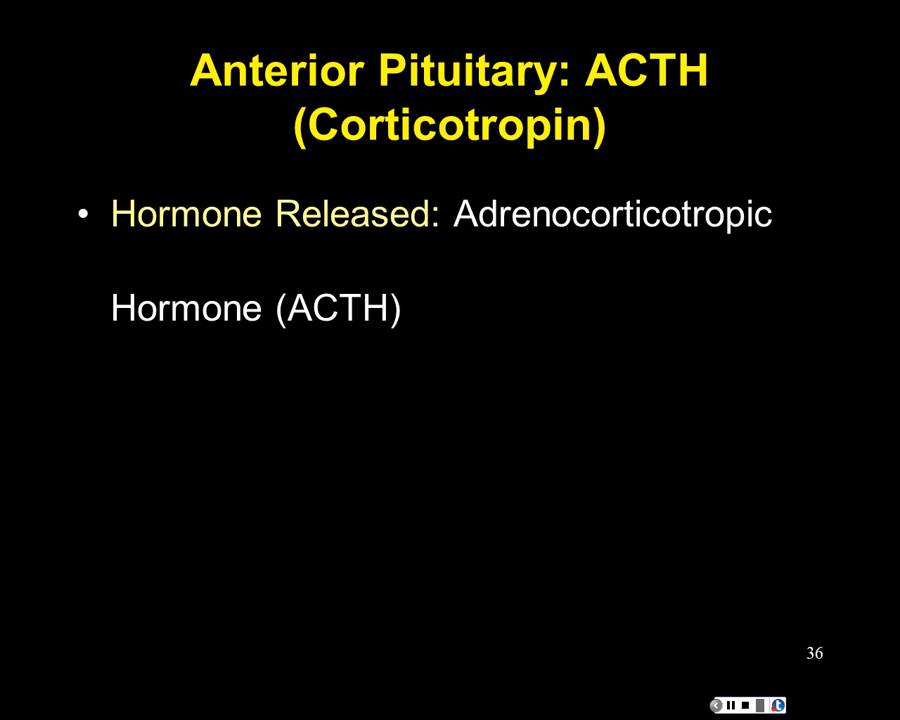 Anterior Pituitary: ACTH
(Corticotropin)
• Hormone Released: Adrenocorticotropic
Hormone (ACTH)
36